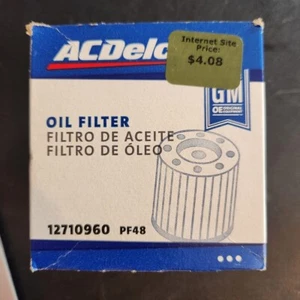 ACDelco
Internet Site
Price:
$4.08
GM
OIL FILTER
FILTRO DE ACEITE
FILTRO DE ÓLEO
12710960 PF48